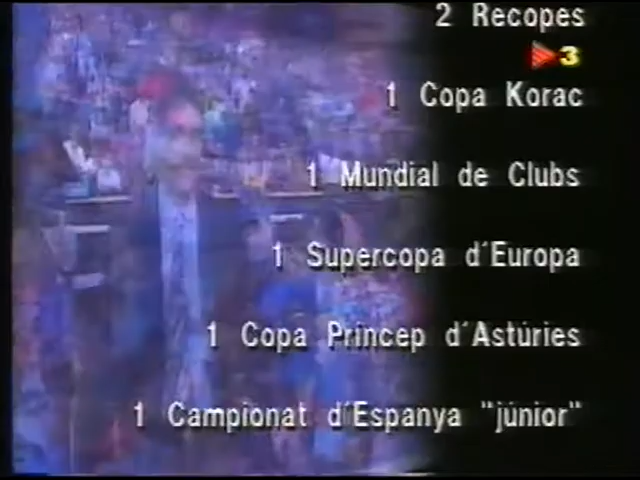 2 Recopes
3
1 Copa Korac
1 Mundial de Clubs
1 Supercopa d'Europa
1 Copa Príncep d'Astúries
1 Campionat d'Espanya "júnior"